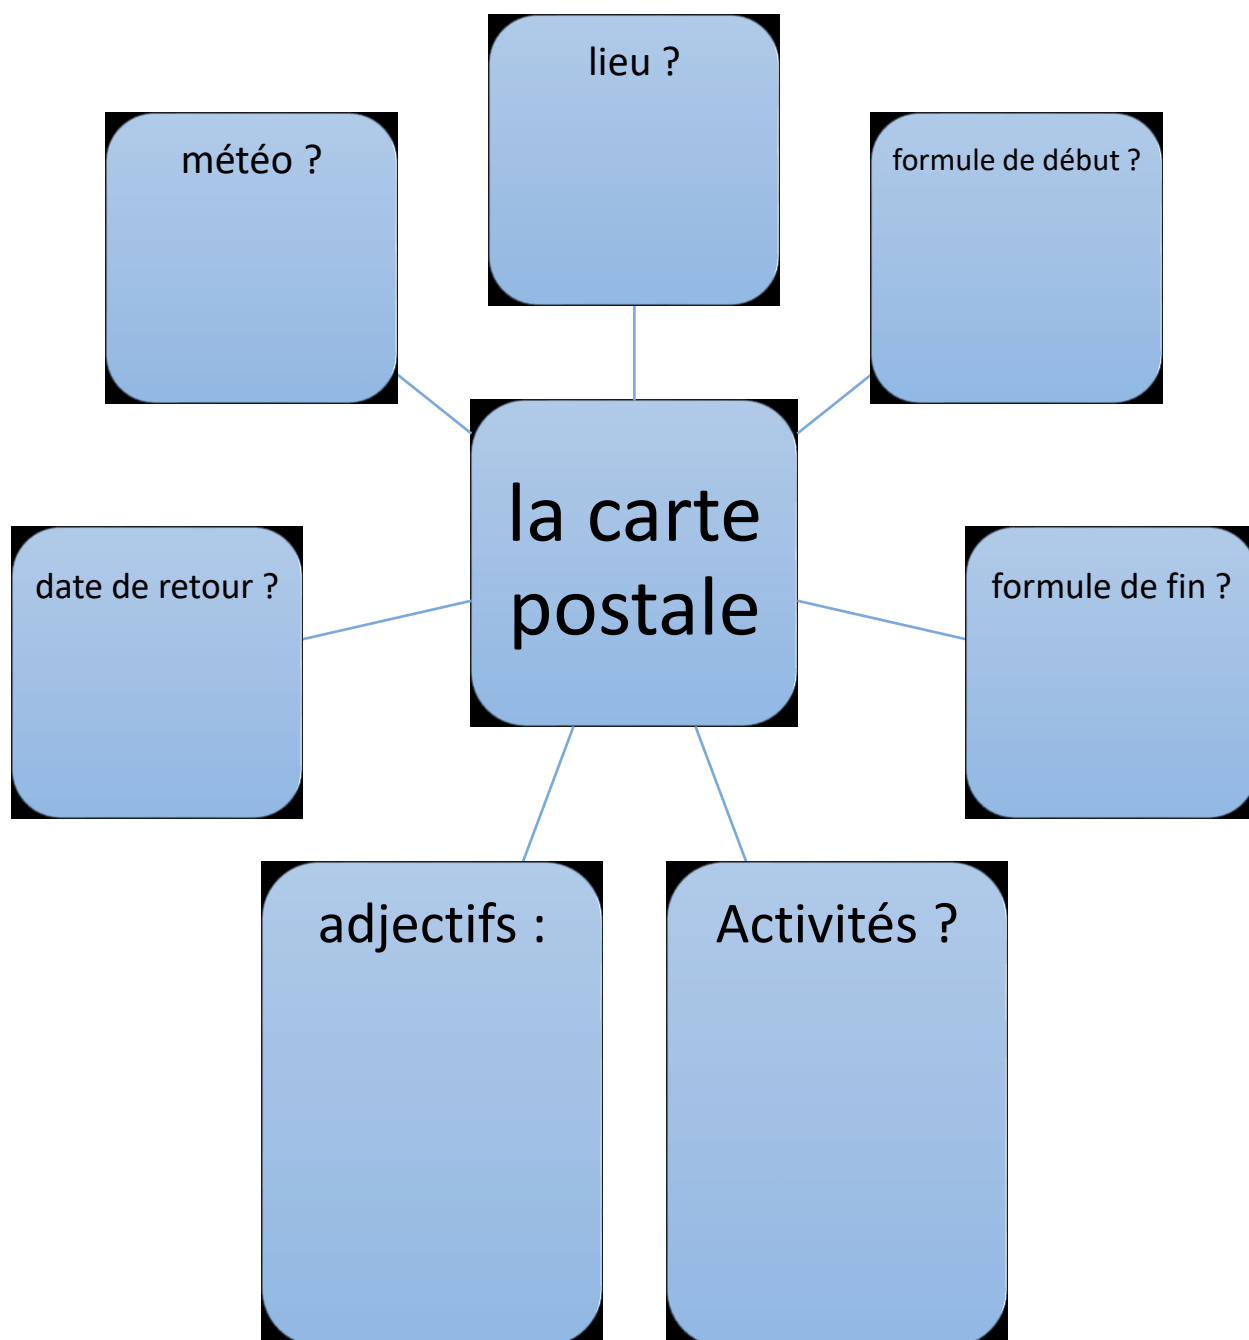 lieu ?
météo ?
formule de début ?
la carte
postale
date de retour ?
formule de fin ?
adjectifs :
Activités ?